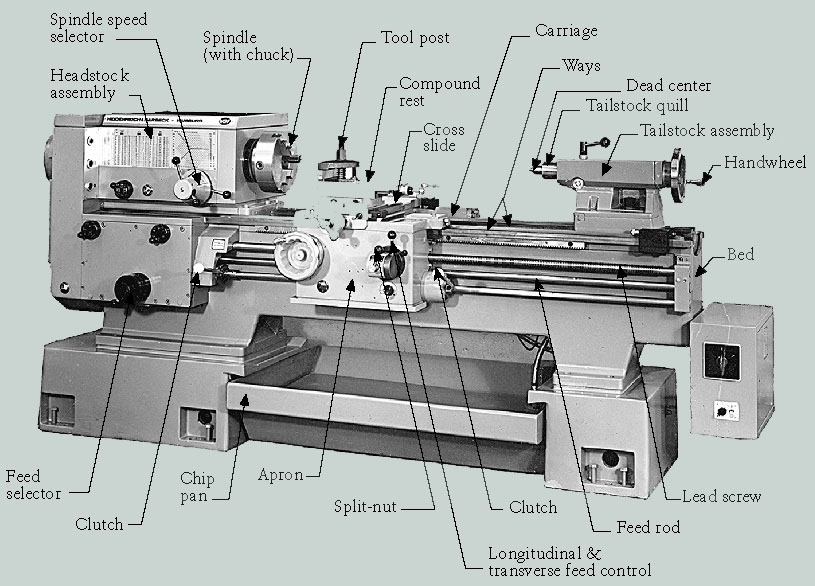 Spindle speed
selector
Spindle
(with chuck)
Tool post
Carriage
Ways
Headstock
assembly
Compound
rest
Dead center
Tailstock quill
Cross
slide
Tailstock assembly
Handwheel
Bed
Feed
selector
Chip
pan
Apron
Split-nut
Clutch
Lead screw
Clutch
Feed rod
Longitudinal &
transverse feed control